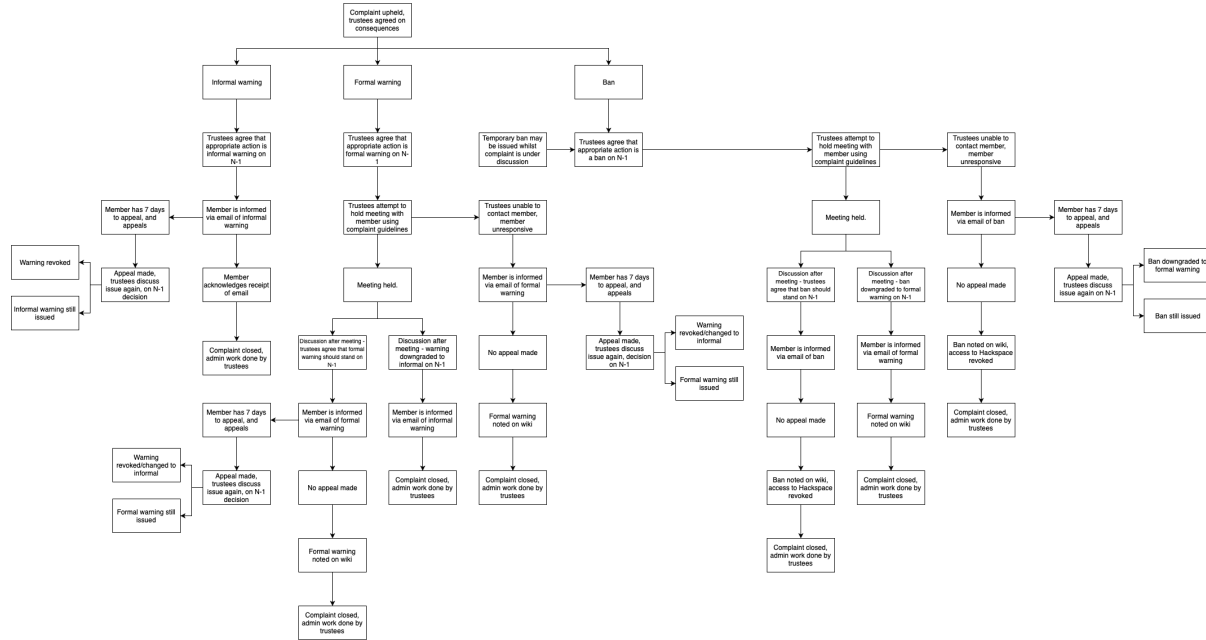 Complaint upheld,
trustees agreed on
consequences
Informal warning
Formal warning
Ban
Trustees agree that
appropriate action is
informal warning on
N-1
Trustees agree that
appropriate action is
formal warning on N-
1
Temporary ban may
be issued whilst
complaint is under
discussion
Trustees agree that
appropriate action is
a ban on N-1
Trustees attempt to
hold meeting with
member using
complaint guidelines
Trustees unable to
contact member,
member
unresponsive
Member has 7 days
to appeal, and
appeals
Member is informed
via email of informal
warning
Trustees attempt to
hold meeting with
member using
complaint guidelines
Trustees unable to
contact member,
member
unresponsive
Meeting held.
Member is informed
via email of ban
Member has 7 days
to appeal, and
appeals
Warning revoked
Informal warning still
issued
Appeal made,
trustees discuss
issue again, on N-1
decision
Member
acknowledges receipt
of email
Meeting held.
Member is informed
via email of formal
warning
Member has 7 days
to appeal, and
appeals
Discussion after
meeting - trustees
agree that ban should
stand on N-1
Discussion after
meeting - ban
downgraded to formal
warning on N-1
No appeal made
Appeal made,
trustees discuss
issue again on N-1
Ban downgraded to
formal warning
Ban still issued
Complaint closed,
admin work done by
trustees
Discussion after meeting -
trustees agree that formal
warning should stand on
N-1
Discussion after
meeting - warning
downgraded to
informal on N-1
No appeal made
Appeal made,
trustees discuss
issue again, decision
on N-1
Warning
revoked/changed to
informal
Formal warning still
issued
Member is informed
via email of ban
Member is informed
via email of formal
warning
Ban noted on wiki,
access to Hackspace
revoked
Member has 7 days
to appeal, and
appeals
Member is informed
via email of formal
warning
Member is informed
via email of informal
warning
Formal warning
noted on wiki
No appeal made
Formal warning
noted on wiki
Complaint closed,
admin work done by
trustees
Warning
revoked/changed to
informal
Formal warning still
issued
Appeal made,
trustees discuss
issue again, on N-1
decision
No appeal made
Complaint closed,
admin work done by
trustees
Complaint closed,
admin work done by
trustees
Ban noted on wiki,
access to Hackspace
revoked
Complaint closed,
admin work done by
trustees
Formal warning
noted on wiki
Complaint closed,
admin work done by
trustees
Complaint closed,
admin work done by
trustees